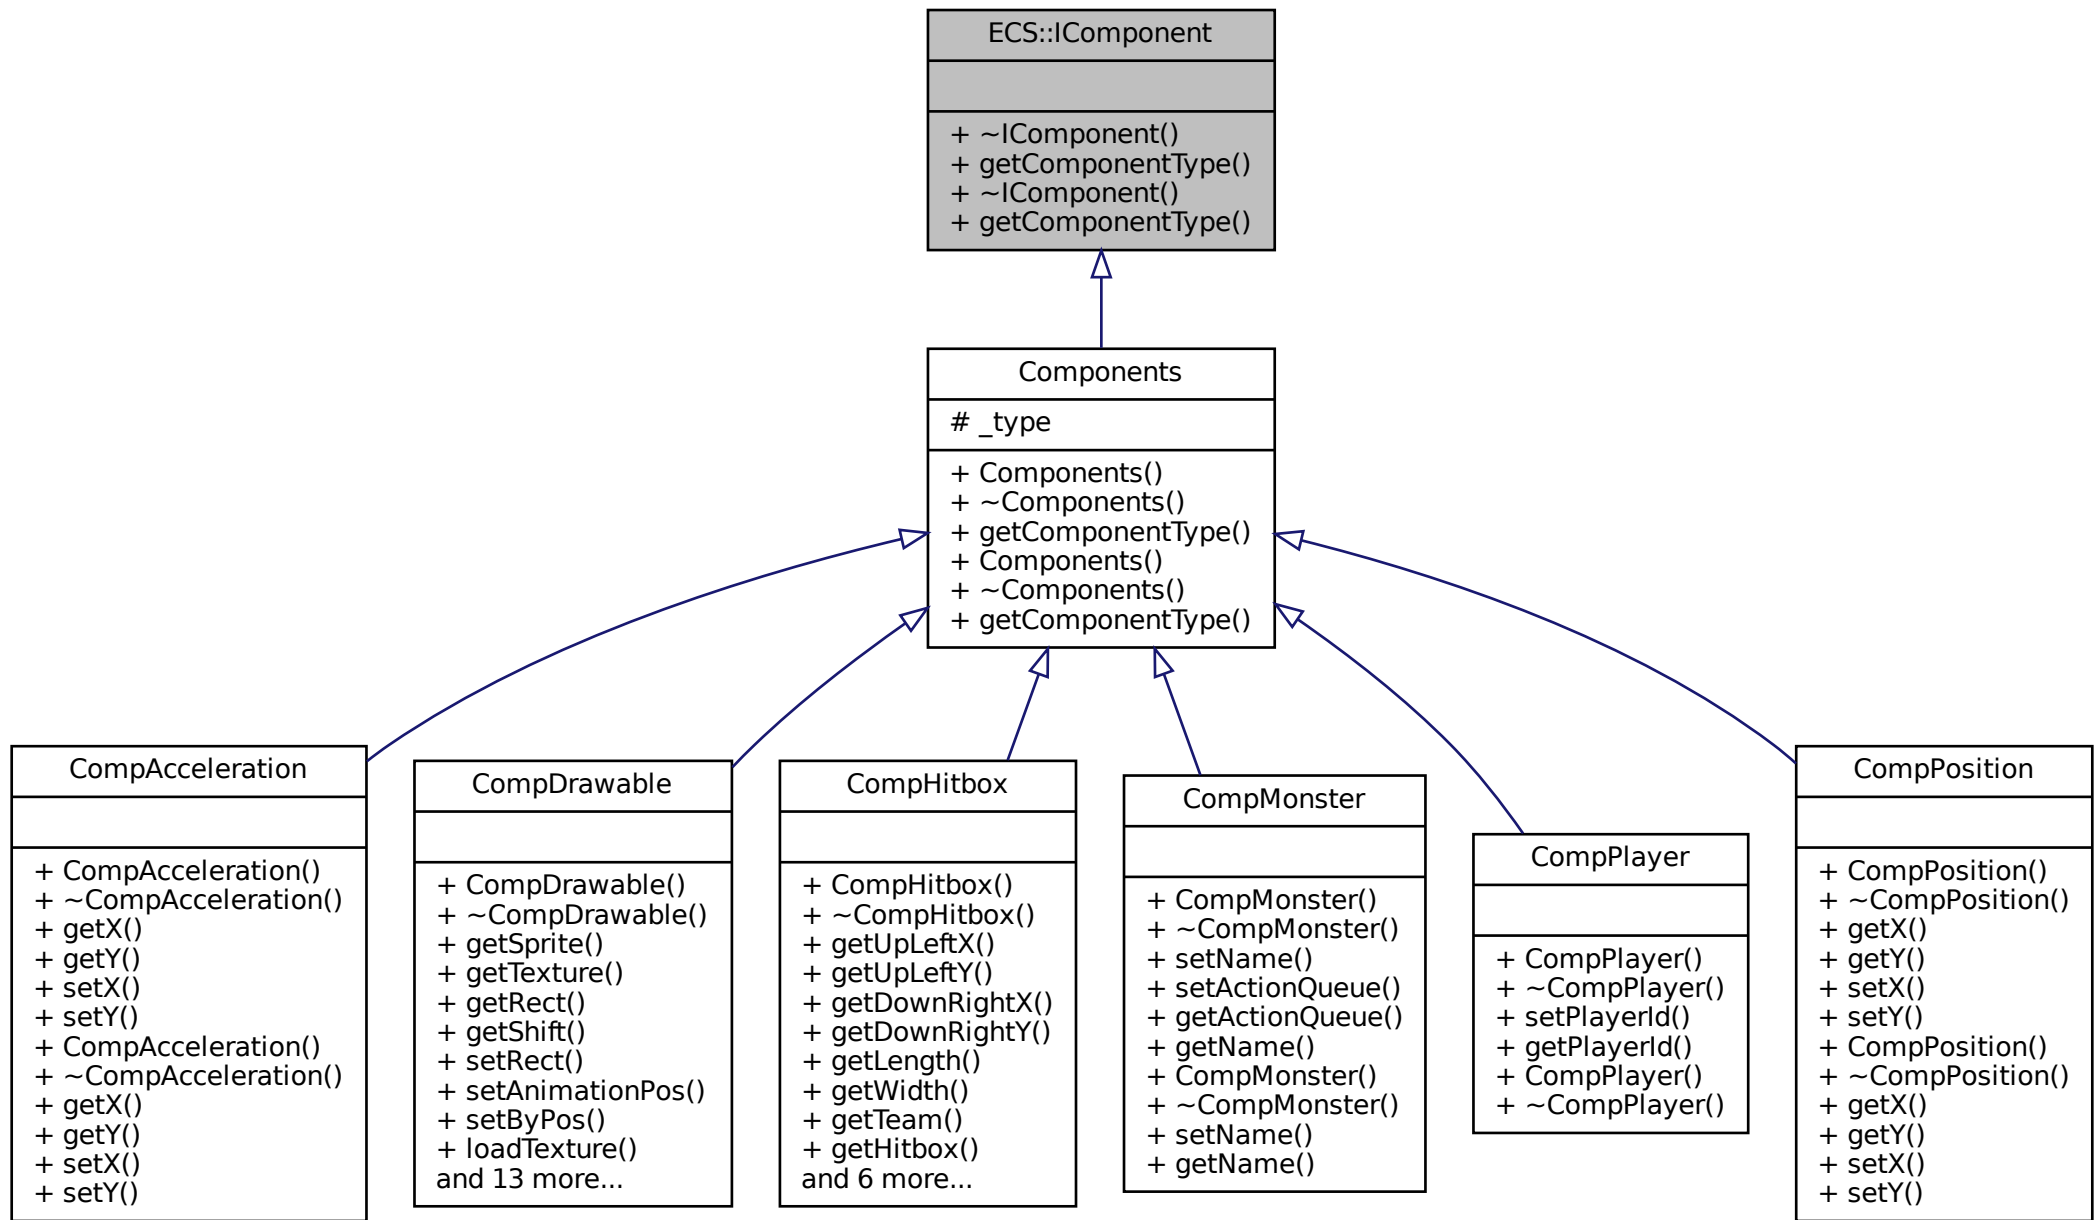 ECS::IComponent
+ ~IComponent()
+ getComponentType()
+ ~IComponent()
+ getComponentType()
Components
# _type
+ Components()
+ ~Components()
+ getComponentType()
+ Components()
+ ~Components()
+ getComponentType()
CompAcceleration
+ CompAcceleration()
+ ~CompAcceleration()
+ getX()
+ getY()
+ setX()
+ setY()
+ CompAcceleration()
+ ~CompAcceleration()
+ getX()
+ getY()
+ setX()
+ setY()
CompDrawable
+ CompDrawable()
+ ~CompDrawable()
+ getSprite()
+ getTexture()
+ getRect()
+ getShift()
+ setRect()
+ setAnimationPos()
+ setByPos()
+ loadTexture()
and 13 more...
CompHitbox
+ CompHitbox()
+ ~CompHitbox()
+ getUpLeftX()
+ getUpLeftY()
+ getDownRightX()
+ getDownRightY()
+ getLength()
+ getWidth()
+ getTeam()
+ getHitbox()
and 6 more...
CompMonster
+ CompMonster()
+ ~CompMonster()
+ setName()
+ setActionQueue()
+ getActionQueue()
+ getName()
+ CompMonster()
+ ~CompMonster()
+ setName()
+ getName()
CompPlayer
+ CompPlayer()
+ ~CompPlayer()
+ setPlayerId()
+ getPlayerId()
+ CompPlayer()
+ ~CompPlayer()
CompPosition
+ CompPosition()
+ ~CompPosition()
+ getX()
+ getY()
+ setX()
+ setY()
+ CompPosition()
+ ~CompPosition()
+ getX()
+ getY()
+ setX()
+ setY()